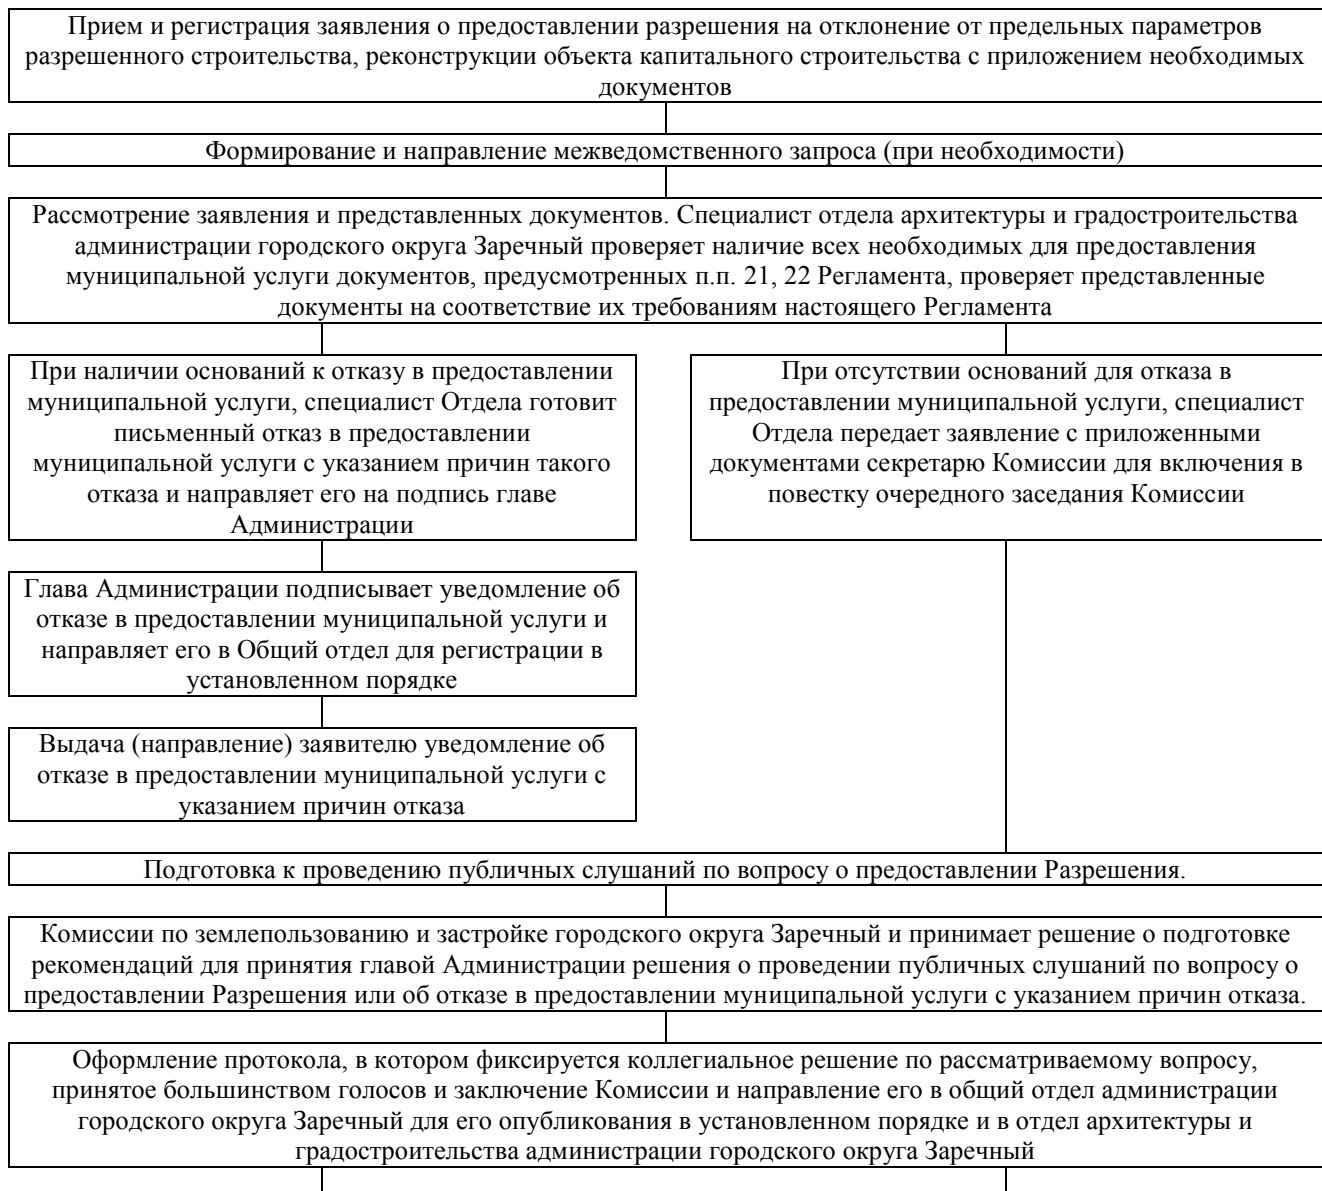 Прием и регистрация заявления о предоставлении разрешения на отклонение от предельных параметров
разрешенного строительства, реконструкции объекта капитального строительства с приложением необходимых
документов
Формирование и направление межведомственного запроса (при необходимости)
Рассмотрение заявления и представленных документов. Специалист отдела архитектуры и градостроительства
администрации городского округа Заречный проверяет наличие всех необходимых для предоставления
муниципальной услуги документов, предусмотренных п.п. 21, 22 Регламента, проверяет представленные
документы на соответствие их требованиям настоящего Регламента
При наличии оснований к отказу в предоставлении
муниципальной услуги, специалист Отдела готовит
письменный отказ в предоставлении
муниципальной услуги с указанием причин такого
отказа и направляет его на подпись главе
Администрации
При отсутствии оснований для отказа в
предоставлении муниципальной услуги, специалист
Отдела передает заявление с приложенными
документами секретарю Комиссии для включения в
повестку очередного заседания Комиссии
Глава Администрации подписывает уведомление об
отказе в предоставлении муниципальной услуги и
направляет его в Общий отдел для регистрации в
установленном порядке
Выдача (направление) заявителю уведомление об
отказе в предоставлении муниципальной услуги с
указанием причин отказа
Подготовка к проведению публичных слушаний по вопросу о предоставлении Разрешения.
Комиссии по землепользованию и застройке городского округа Заречный и принимает решение о подготовке
рекомендаций для принятия главой Администрации решения о проведении публичных слушаний по вопросу о
предоставлении Разрешения или об отказе в предоставлении муниципальной услуги с указанием причин отказа.
Оформление протокола, в котором фиксируется коллегиальное решение по рассматриваемому вопросу,
принятое большинством голосов и заключение Комиссии и направление его в общий отдел администрации
городского округа Заречный для его опубликования в установленном порядке и в отдел архитектуры и
градостроительства администрации городского округа Заречный